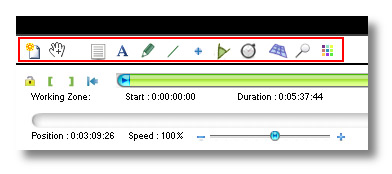 A
[ ]
Working Zone: Start : 0:00:00:00 Duration : 0:05:37:44
Position : 0:03:09:26 Speed : 100%